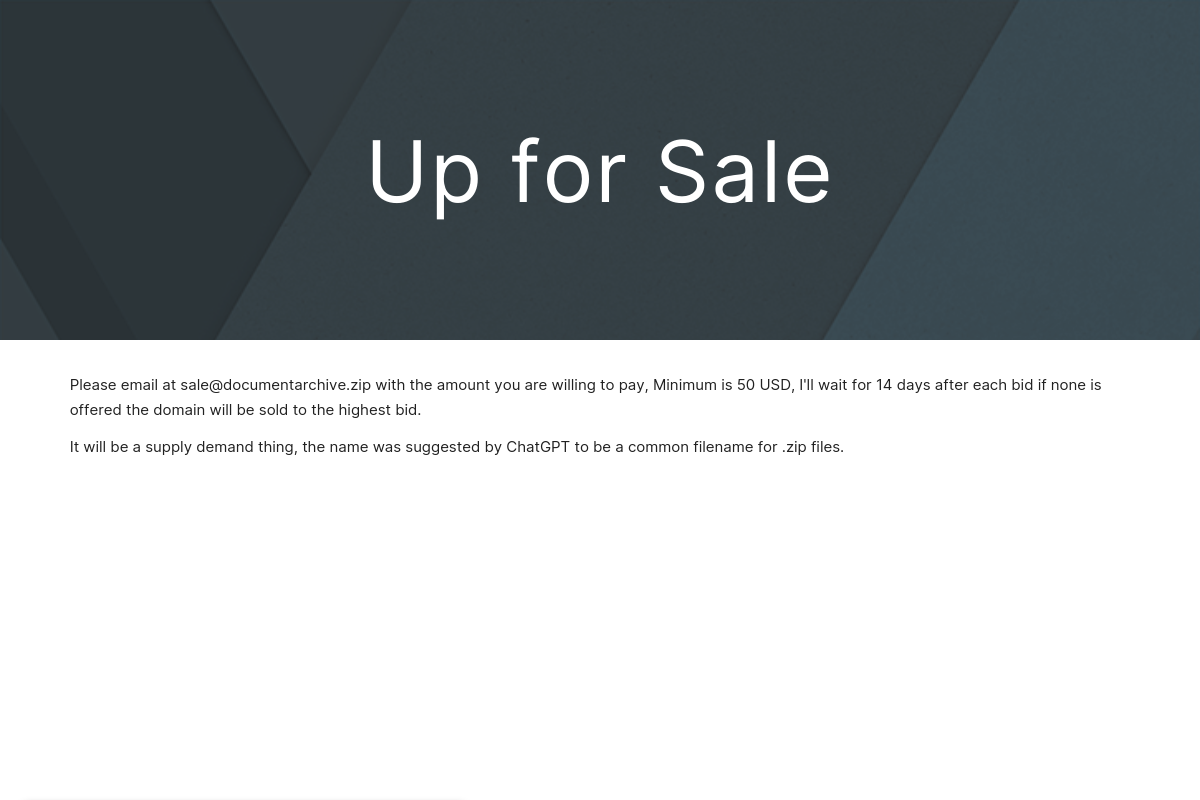 Up for Sale
Please email at sale@documentarchive.zip with the amount you are willing to pay, Minimum is 50 USD, I'll wait for 14 days after each bid if none is
offered the domain will be sold to the highest bid.
It will be a supply demand thing, the name was suggested by ChatGPT to be a common filename for .zip files.